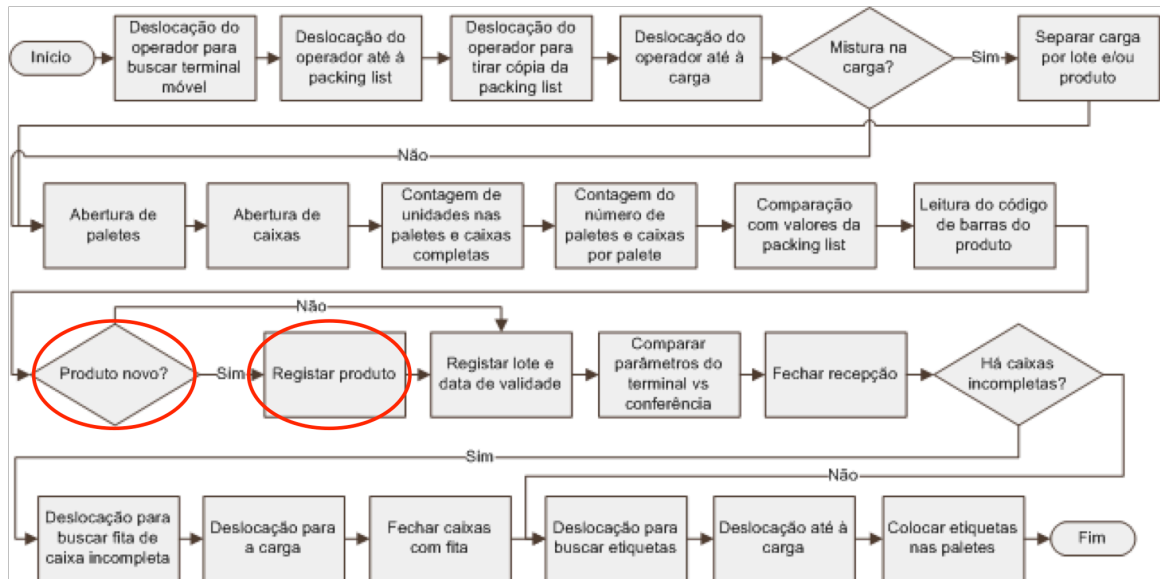 Início
Deslocação do
operador para
buscar terminal
móvel
Deslocação do
operador até à
packing list
Deslocação do
operador para
tirar cópia da
packing list
Deslocação do
operador até à
carga
Mistura na
carga?
Sim
Separar carga
por lote e/ou
produto
Não
Abertura de
paletes
Abertura de
caixas
Contagem de
unidades nas
paletes e caixas
completas
Contagem do
número de
paletes e caixas
por palete
Comparação
com valores da
packing list
Leitura do código
de barras do
produto
Não
Produto novo?
Sim
Registar produto
Registar lote e
data de validade
Comparar
parâmetros do
terminal vs
conferência
Fechar recepção
Há caixas
incompletas?
Sim
Não
Deslocação para
buscar fita de
caixa incompleta
Deslocação para
a carga
Fechar caixas
com fita
Deslocação para
buscar etiquetas
Deslocação até à
carga
Colocar etiquetas
nas paletes
Fim